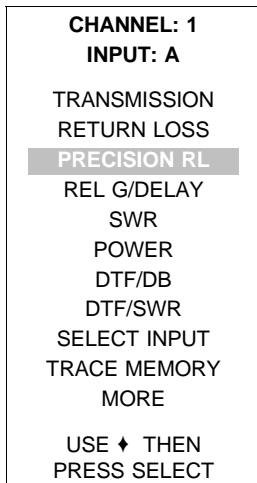 CHANNEL: 1
INPUT: A
TRANSMISSION
RETURN LOSS
PRECISION RL
REL G/DELAY
SWR
POWER
DTF/DB
DTF/SWR
SELECT INPUT
TRACE MEMORY
MORE
USE ♦ THEN
PRESS SELECT